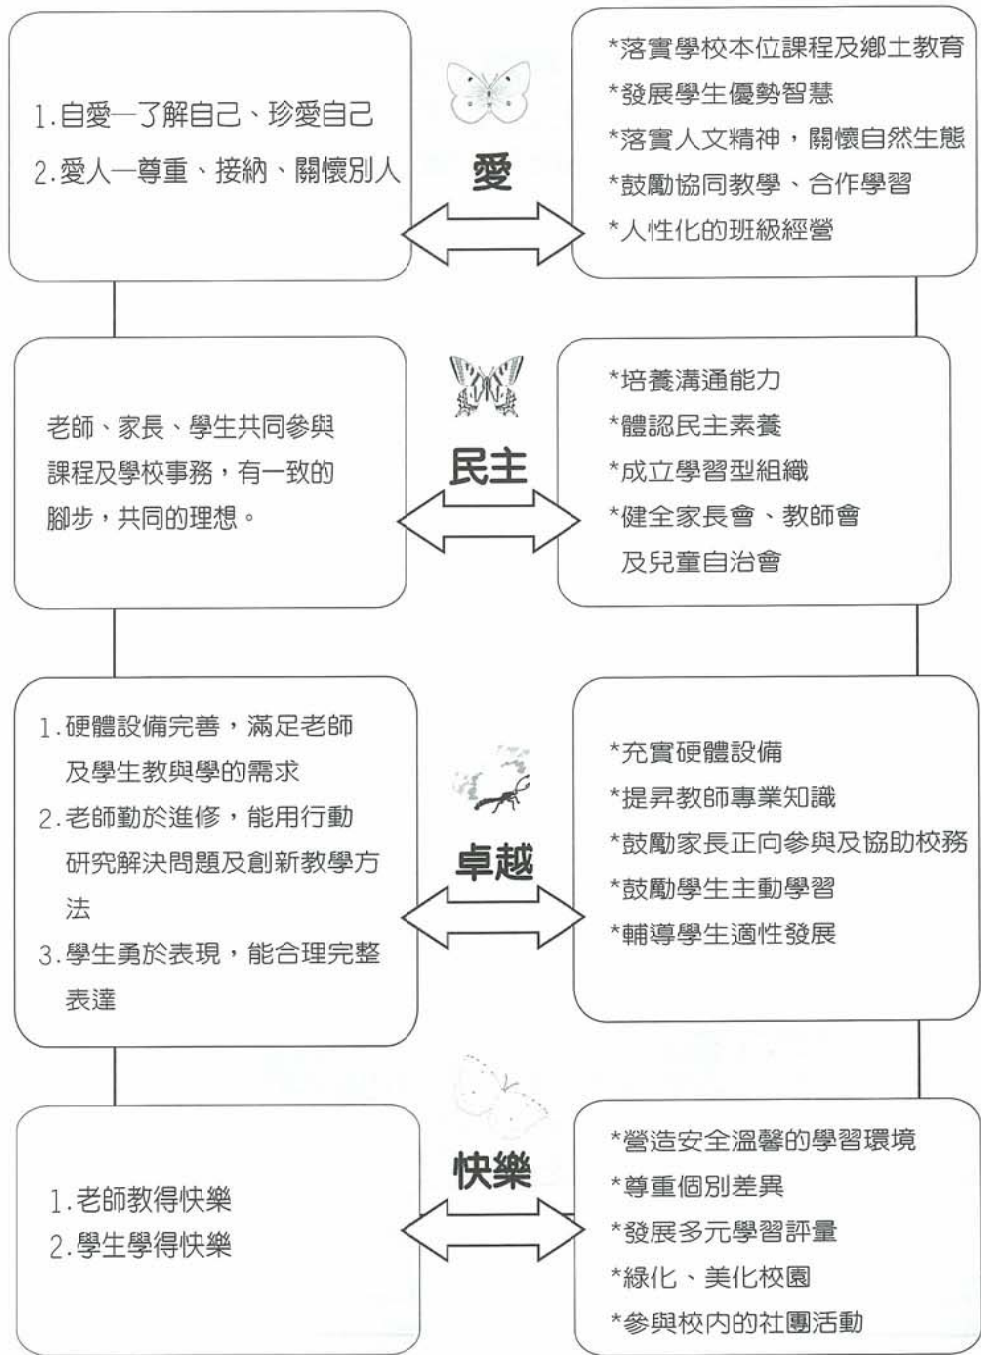 1.自愛—了解自己、珍愛自己
2.愛人—尊重、接納、關懷別人
愛
*落實學校本位課程及鄉土教育
*發展學生優勢智慧
*落實人文精神，關懷自然生態
*鼓勵協同教學、合作學習
*人性化的班級經營
老師、家長、學生共同參與
課程及學校事務，有一致的
腳步，共同的理想。
民主
*培養溝通能力
*體認民主素養
*成立學習型組織
*健全家長會、教師會
及兒童自治會
1.硬體設備完善，滿足老師
及學生教與學的需求
2.老師勤於進修，能用行動
研究解決問題及創新教學方
法
3.學生勇於表現，能合理完整
表達
卓越
*充實硬體設備
*提昇教師專業知識
*鼓勵家長正向參與及協助校務
*鼓勵學生主動學習
*輔導學生適性發展
1.老師教得快樂
2.學生學得快樂
快樂
*營造安全溫馨的學習環境
*尊重個別差異
*發展多元學習評量
*綠化、美化校園
*參與校內的社團活動